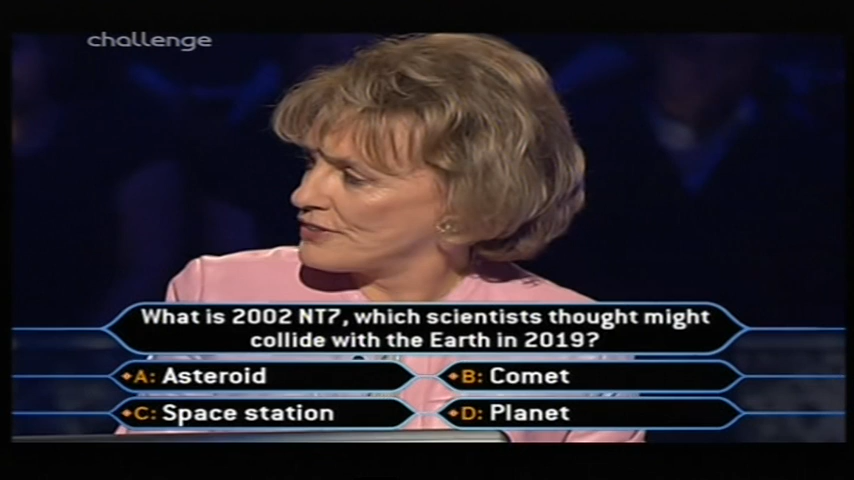 challenge
What is 2002 NT7, which scientists thought might
collide with the Earth in 2019?
A: Asteroid
B: Comet
C: Space station
D: Planet